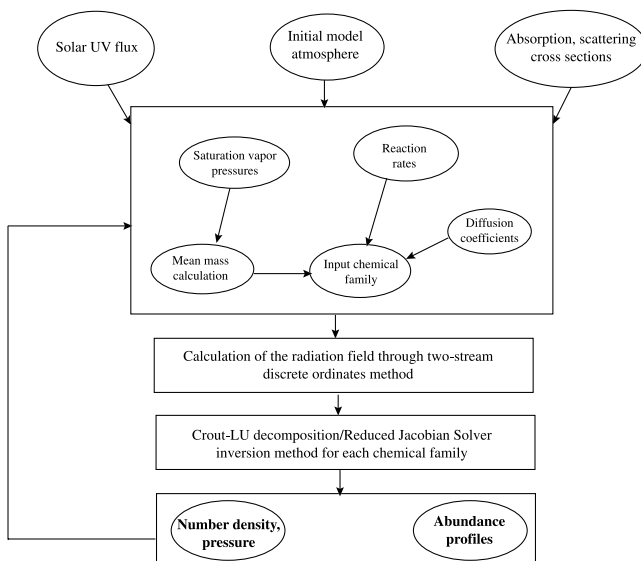 Solar UV flux
Initial model
atmosphere
Absorption, scattering
cross sections
Saturation vapor
pressures
Reaction
rates
Diffusion
coefficients
Mean mass
calculation
Input chemical
family
Calculation of the radiation field through two-stream
discrete ordinates method
Crout-LU decomposition/Reduced Jacobian Solver
inversion method for each chemical family
Number density,
pressure
Abundance
profiles